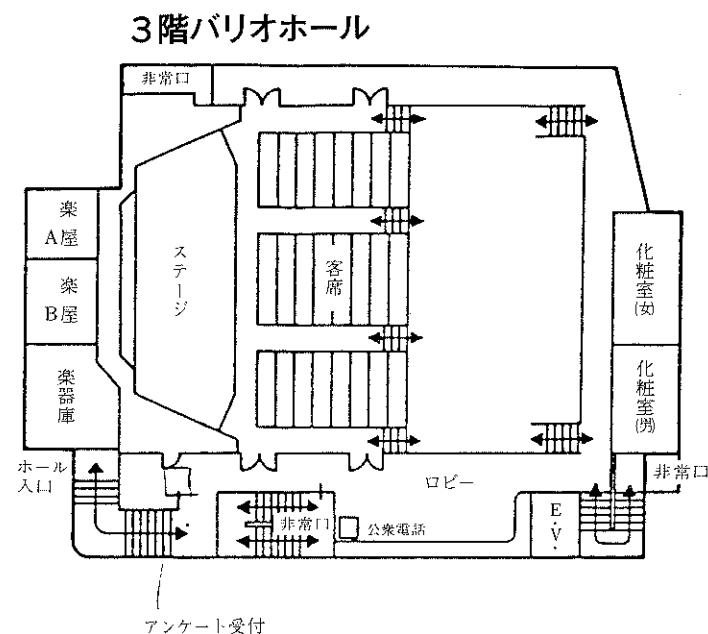 3階バリオホール
非常口
楽
A屋
楽
B屋
楽器庫
ステージ
客席
化粧室
(女)
化粧室
(男)
ホール
入口
ロビー
非常口
非常口
公衆電話
E・V・
アンケート受付